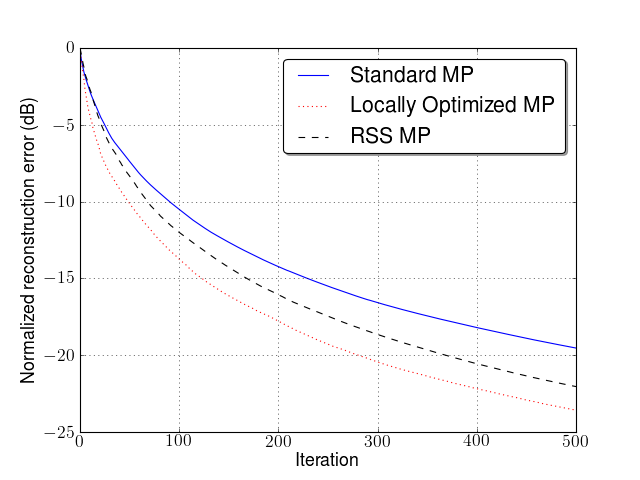 Standard MP
Locally Optimized MP
RSS MP
Normalized reconstruction error (dB)
0
−5
−10
−15
−20
−25
0 100 200 300 400 500
Iteration